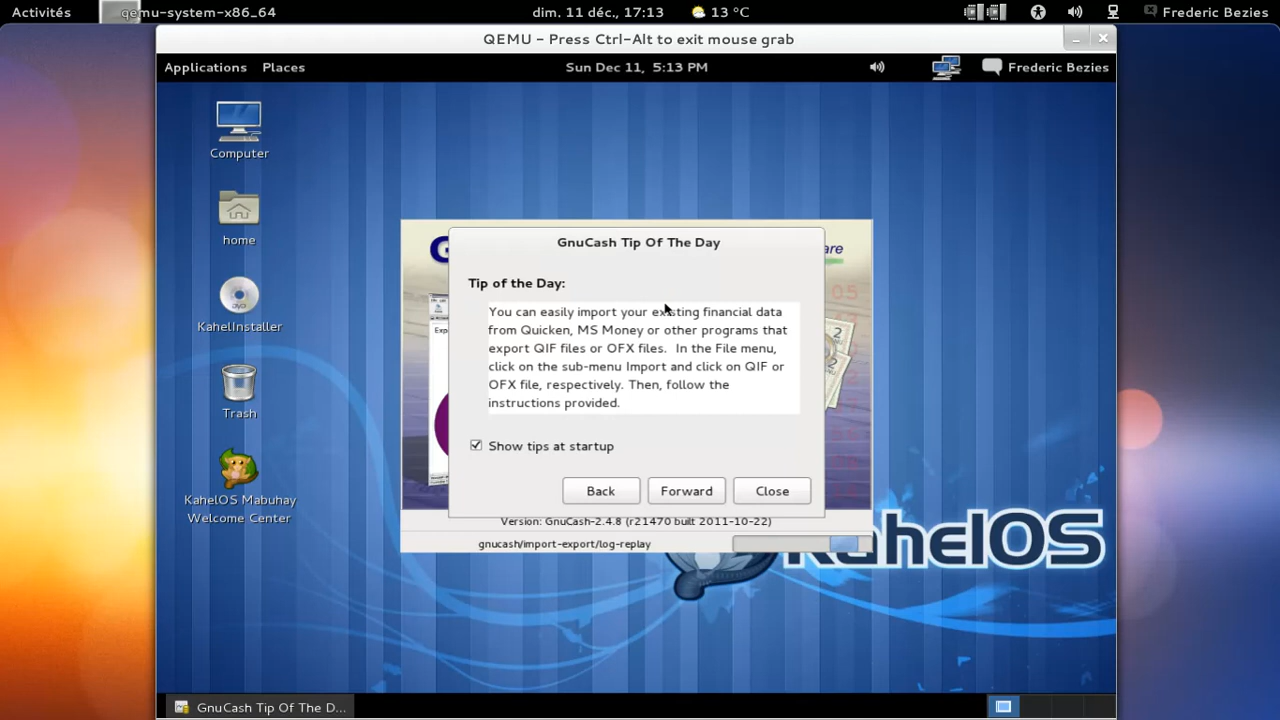 Activités
qemu-system-x86_64
dim. 11 déc., 17:13
13 °C
Frederic Bezies
QEMU - Press Ctrl-Alt to exit mouse grab
Applications
Places
Sun Dec 11, 5:13 PM
Frederic Bezies
Computer
home
KahelInstaller
Trash
KahelOS Mabuhay
Welcome Center
GnuCash Tip Of The Day
Tip of the Day:
You can easily import your existing financial data
from Quicken, MS Money or other programs that
export QIF files or OFX files. In the File menu,
click on the sub-menu Import and click on QIF or
OFX file, respectively. Then, follow the
instructions provided.
Show tips at startup
Back
Forward
Close
Version: GnuCash-2.4.8 (r21470 built 2011-10-22)
gnucash/import-export/log-replay
KahelOS
GnuCash Tip Of The D...